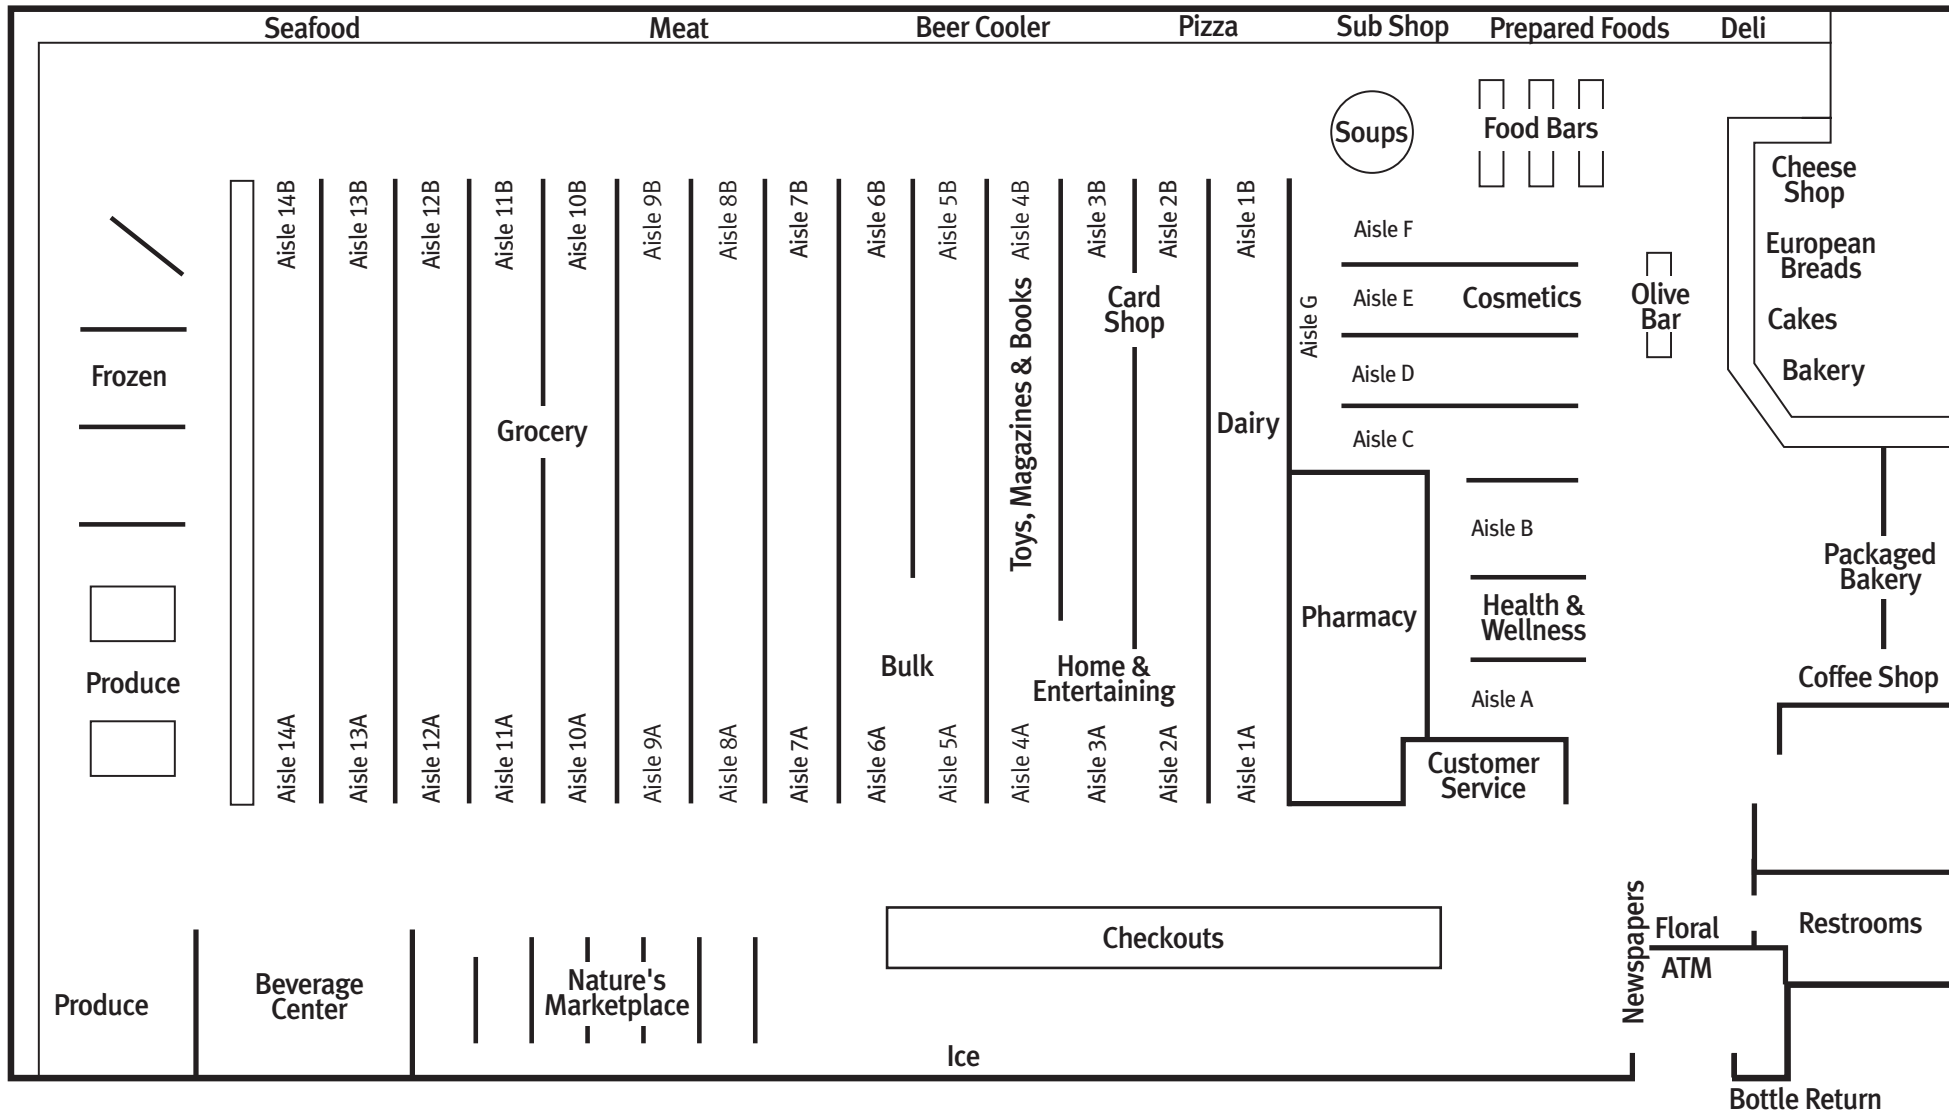 Seafood
Meat
Beer Cooler
Pizza
Sub Shop
Prepared Foods
Deli
Soups
Food Bars
Cheese
Shop
European
Breads
Cakes
Bakery
Aisle 14B
Aisle 13B
Aisle 12B
Aisle 11B
Aisle 10B
Aisle 9B
Aisle 8B
Aisle 7B
Aisle 6B
Aisle 5B
Aisle 4B
Aisle 3B
Aisle 2B
Aisle 1B
Aisle F
Aisle E
Cosmetics
Olive
Bar
Aisle G
Card
Shop
Toys, Magazines & Books
Aisle D
Frozen
Grocery
Dairy
Aisle C
Aisle B
Packaged
Bakery
Pharmacy
Health &
Wellness
Produce
Bulk
Home &
Entertaining
Aisle A
Coffee Shop
Aisle 14A
Aisle 13A
Aisle 12A
Aisle 11A
Aisle 10A
Aisle 9A
Aisle 8A
Aisle 7A
Aisle 6A
Aisle 5A
Aisle 4A
Aisle 3A
Aisle 2A
Aisle 1A
Customer
Service
Checkouts
Newspapers
Floral
ATM
Restrooms
Produce
Beverage
Center
Nature's
Marketplace
Ice
Bottle Return